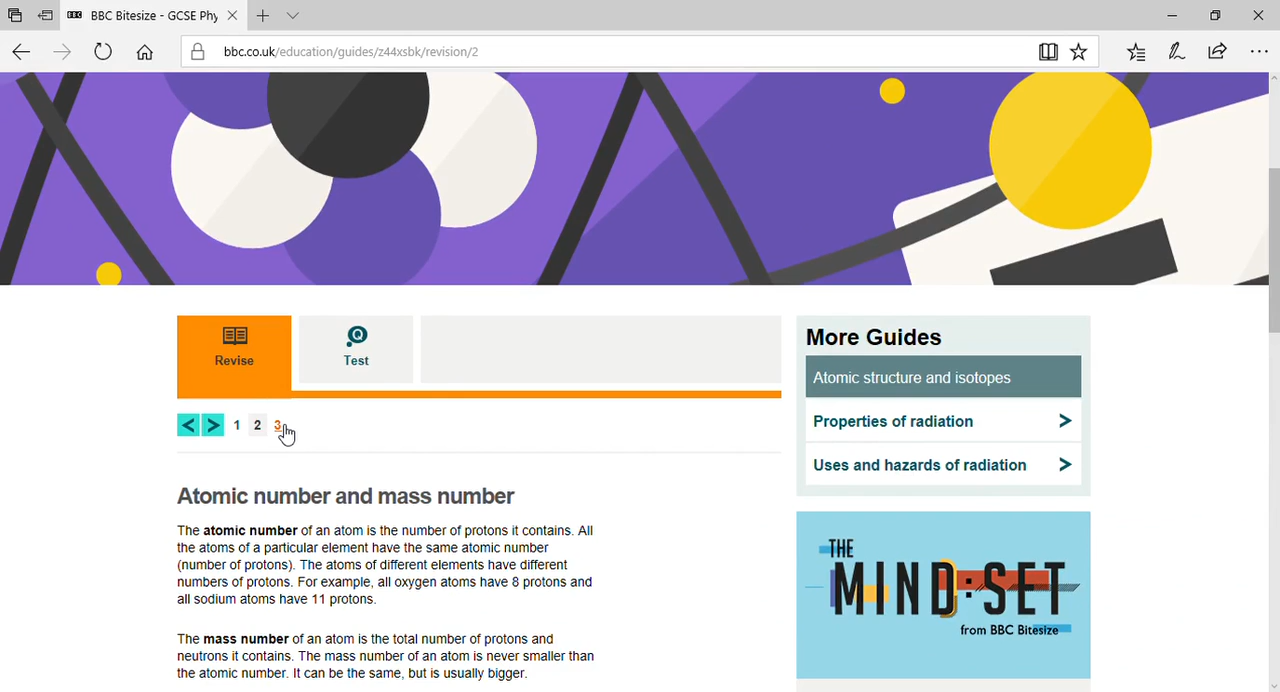 BBC BBC Bitesize - GCSE Phy
bbc.co.uk/education/guides/z44xsbk/revision/2
Revise
Test
< > 1 2 3
Atomic number and mass number
The atomic number of an atom is the number of protons it contains. All
the atoms of a particular element have the same atomic number
(number of protons). The atoms of different elements have different
numbers of protons. For example, all oxygen atoms have 8 protons and
all sodium atoms have 11 protons.
The mass number of an atom is the total number of protons and
neutrons it contains. The mass number of an atom is never smaller than
the atomic number. It can be the same, but is usually bigger.
More Guides
Atomic structure and isotopes
Properties of radiation
Uses and hazards of radiation
THE
MIND:SET
from BBC Bitesize